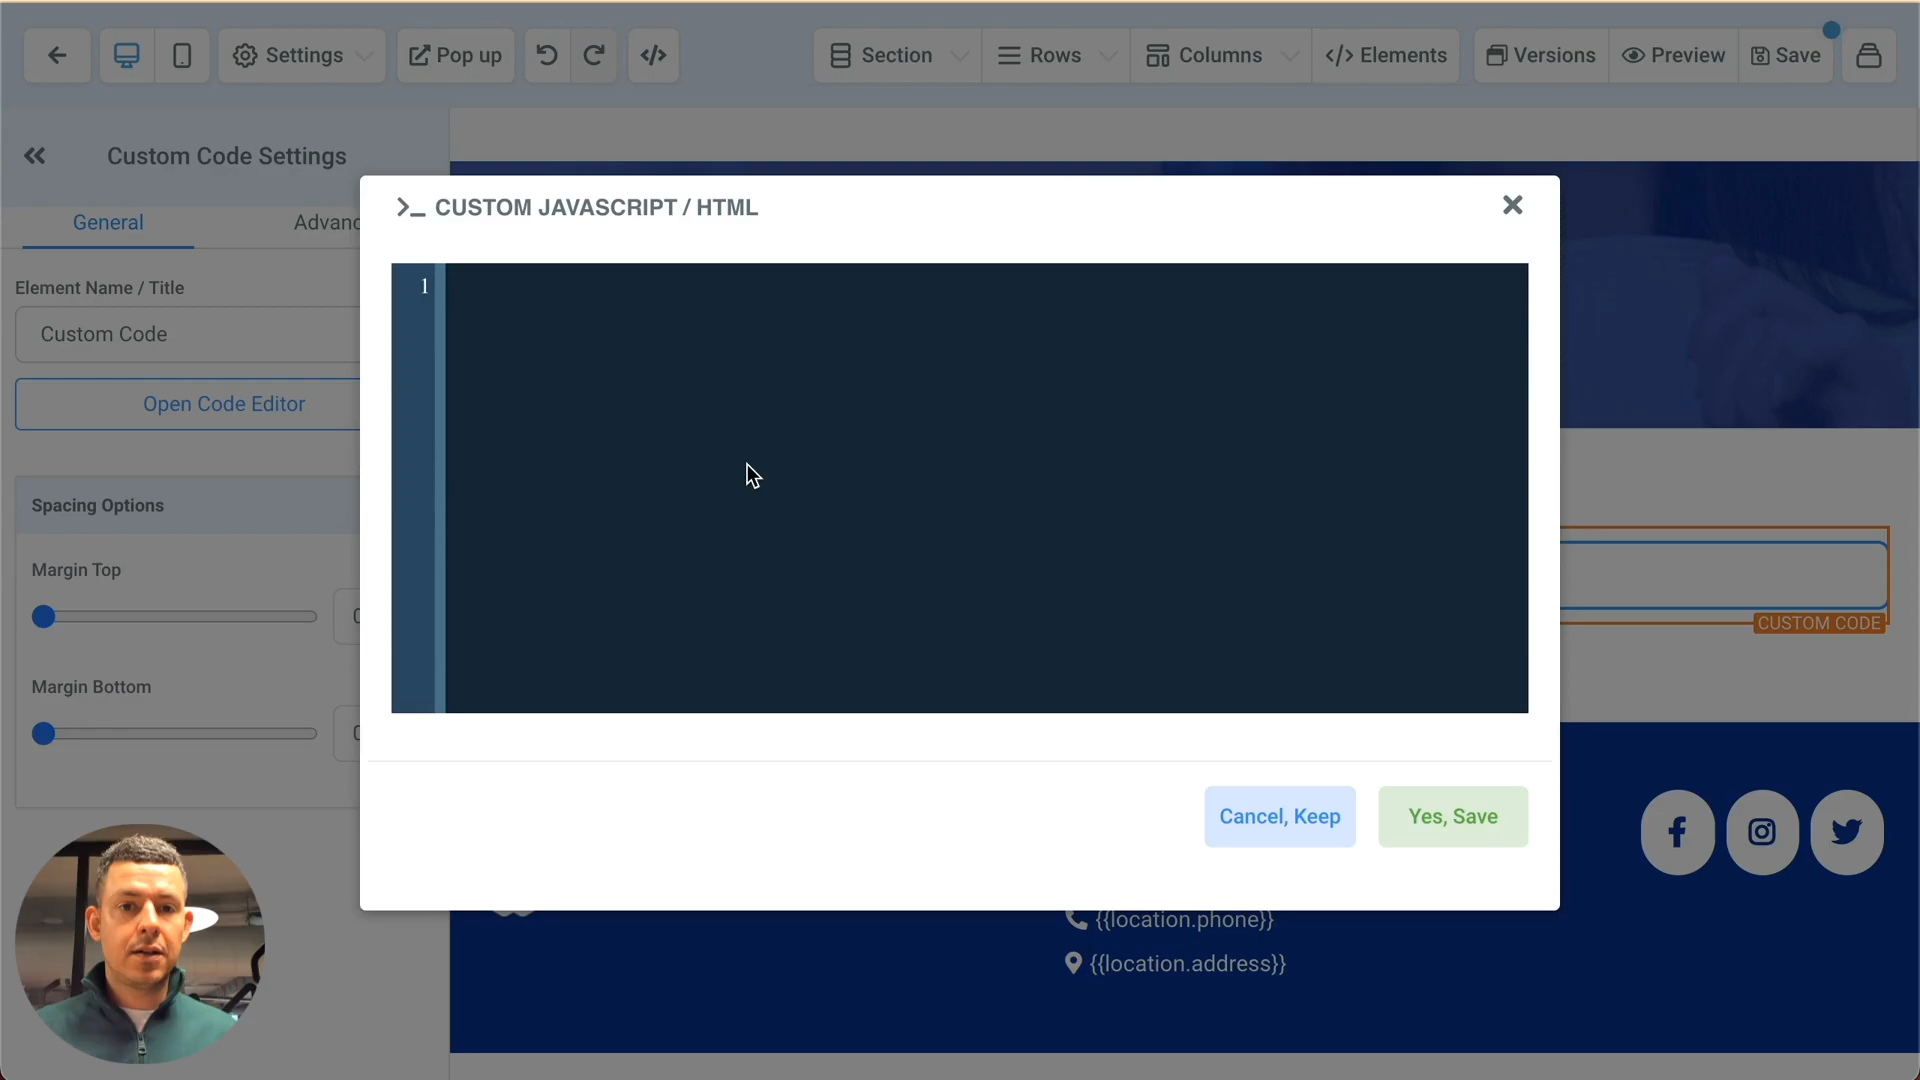 Settings
Pop up
Section
Rows
Columns
</> Elements
Versions
Preview
Save
Custom Code Settings
General
Advanc
Element Name / Title
Custom Code
Open Code Editor
Spacing Options
Margin Top
Margin Bottom
>_ CUSTOM JAVASCRIPT / HTML
1
Cancel, Keep
Yes, Save
CUSTOM CODE
{{location.phone}}
{{location.address}}